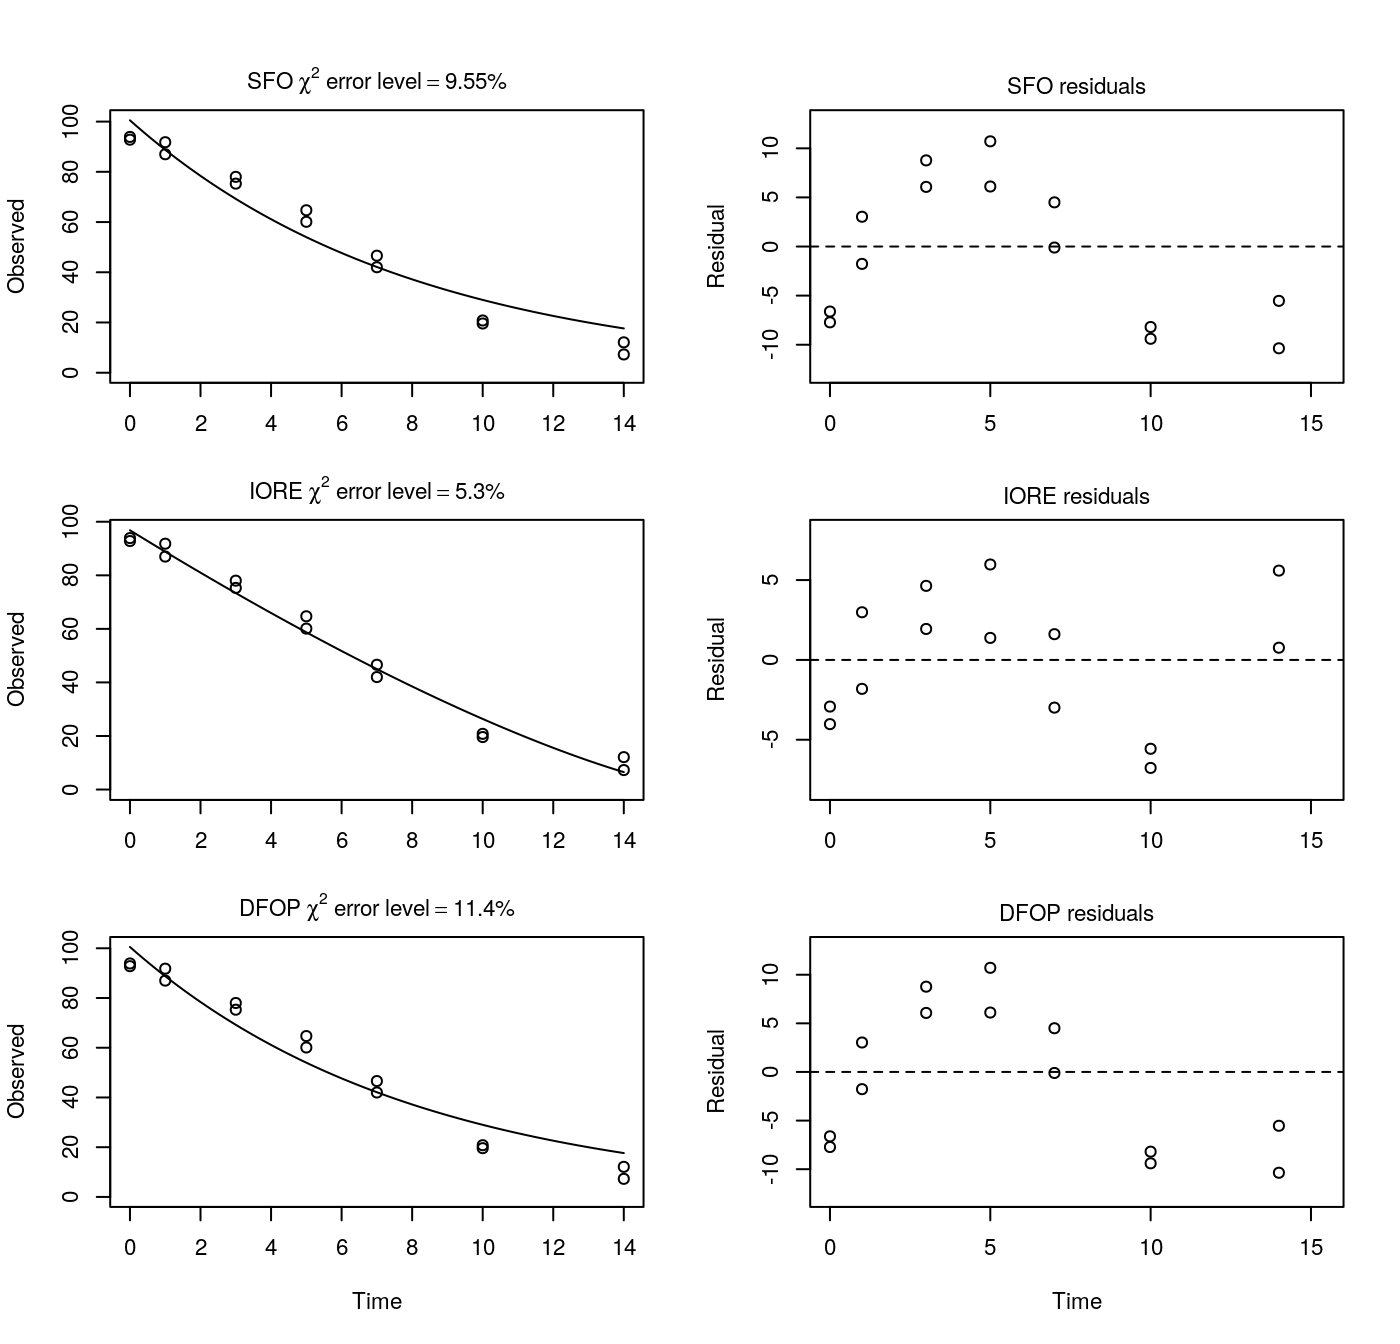 SFO χ2 error level = 9.55%
Observed
0 20 40 60 80 100
0 2 4 6 8 10 12 14
SFO residuals
Residual
-10 -5 0 5 10
0 5 10 15
IORE χ2 error level = 5.3%
Observed
0 20 40 60 80 100
0 2 4 6 8 10 12 14
IORE residuals
Residual
-5 0 5
0 5 10 15
DFOP χ2 error level = 11.4%
Observed
0 20 40 60 80 100
0 2 4 6 8 10 12 14
Time
DFOP residuals
Residual
-10 -5 0 5 10
0 5 10 15
Time